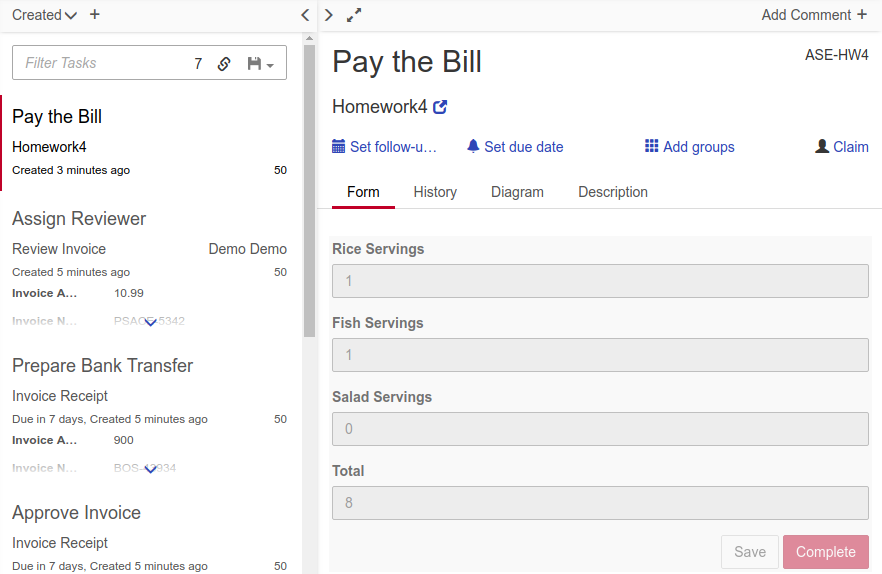 Created +
Filter Tasks 7
Pay the Bill
Homework4
Created 3 minutes ago 50
Assign Reviewer
Review Invoice Demo Demo
Created 5 minutes ago 50
Invoice A... 10.99
Invoice N... PSACE-5342
Prepare Bank Transfer
Invoice Receipt
Due in 7 days, Created 5 minutes ago 50
Invoice A... 900
Invoice N... BOS-43934
Approve Invoice
Invoice Receipt
Due in 7 days, Created 5 minutes ago 50
Add Comment +
Pay the Bill ASE-HW4
Homework4
Set follow-u... Set due date Add groups Claim
Form History Diagram Description
Rice Servings
1
Fish Servings
1
Salad Servings
0
Total
8
Save Complete